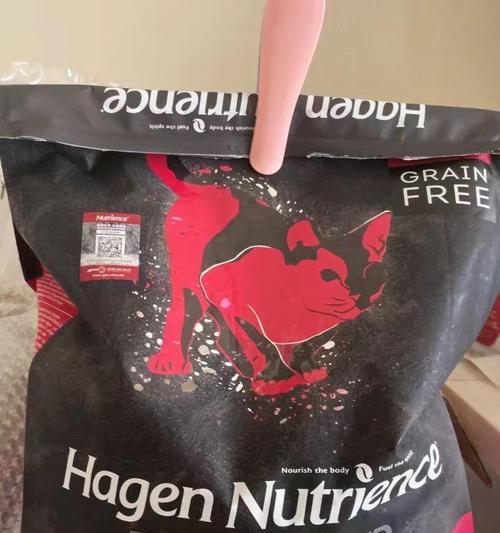 Hagen Nutrience
Nourish the body Fuel the spirit
GRAIN
FREE
Nutrience
Nourish the body Fuel the spirit
Hagen Nutrience